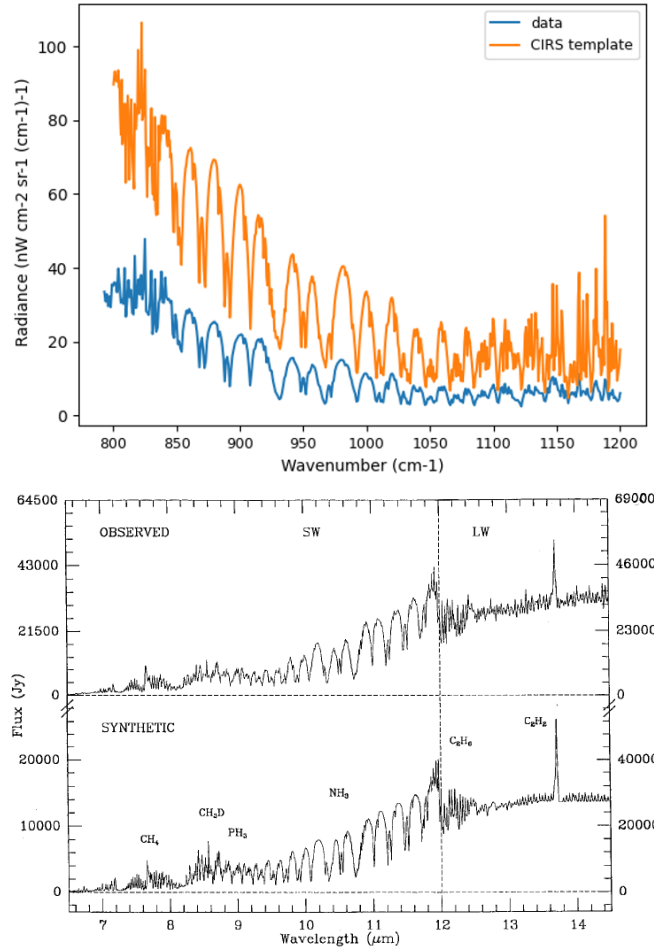 data
CIRS template
Radiance (nW cm-2 sr-1 (cm-1)-1)
100
80
60
40
20
0
800 850 900 950 1000 1050 1100 1150 1200
Wavenumber (cm-1)
64500 69000
OBSERVED SW LW
43000 46000
21500 23000
0 0
Flux (Jy)
SYNTHETIC
C₂H₂
C₂H₆
20000 40000
NH₃
CH₃D
PH₃
CH₄
10000 20000
0 0
7 8 9 10 11 12 13 14
Wavelength (μm)